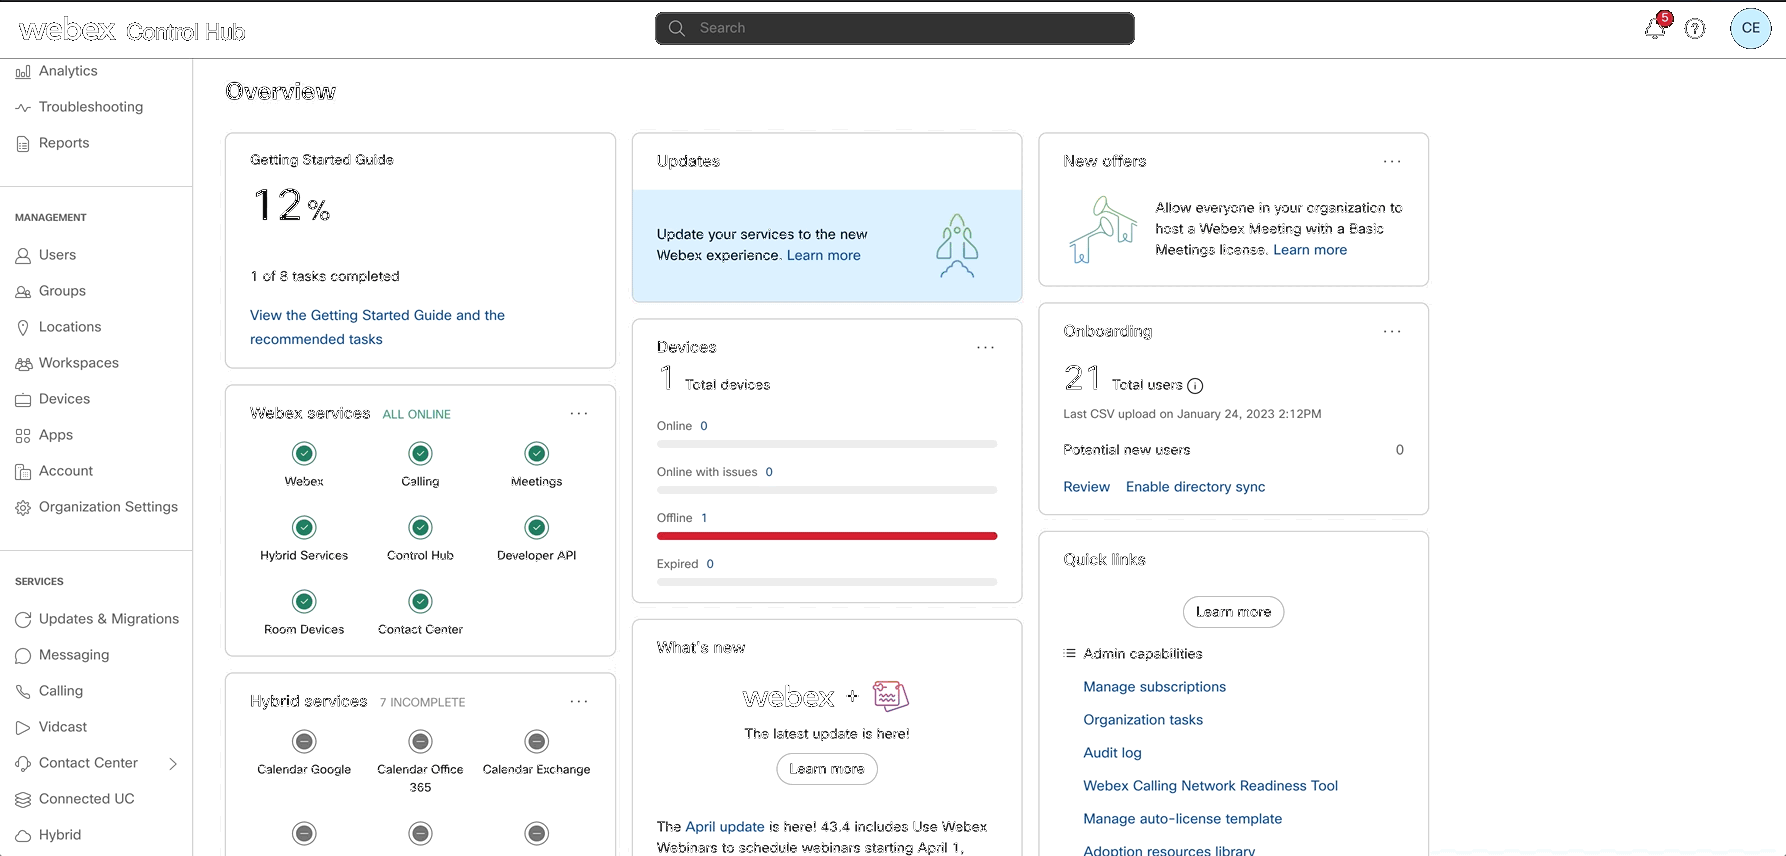 webex Control Hub
Search
5
CE
Analytics
Troubleshooting
Reports
MANAGEMENT
Users
Groups
Locations
Workspaces
Devices
Apps
Account
Organization Settings
SERVICES
Updates & Migrations
Messaging
Calling
Vidcast
Contact Center
Connected UC
Hybrid
Overview
Getting Started Guide
12%
1 of 8 tasks completed
View the Getting Started Guide and the
recommended tasks
Webex services ALL ONLINE
Webex
Calling
Meetings
Hybrid Services
Control Hub
Developer API
Room Devices
Contact Center
Hybrid services 7 INCOMPLETE
Calendar Google
Calendar Office
365
Calendar Exchange
Updates
Update your services to the new
Webex experience. Learn more
Devices
1 Total devices
Online 0
Online with issues 0
Offline 1
Expired 0
What's new
webex +
The latest update is here!
Learn more
The April update is here! 43.4 includes Use Webex
Webinars to schedule webinars starting April 1,
New offers
Allow everyone in your organization to
host a Webex Meeting with a Basic
Meetings license. Learn more
Onboarding
21 Total users
Last CSV upload on January 24, 2023 2:12PM
Potential new users 0
Review Enable directory sync
Quick links
Learn more
Admin capabilities
Manage subscriptions
Organization tasks
Audit log
Webex Calling Network Readiness Tool
Manage auto-license template
Adoption resources library